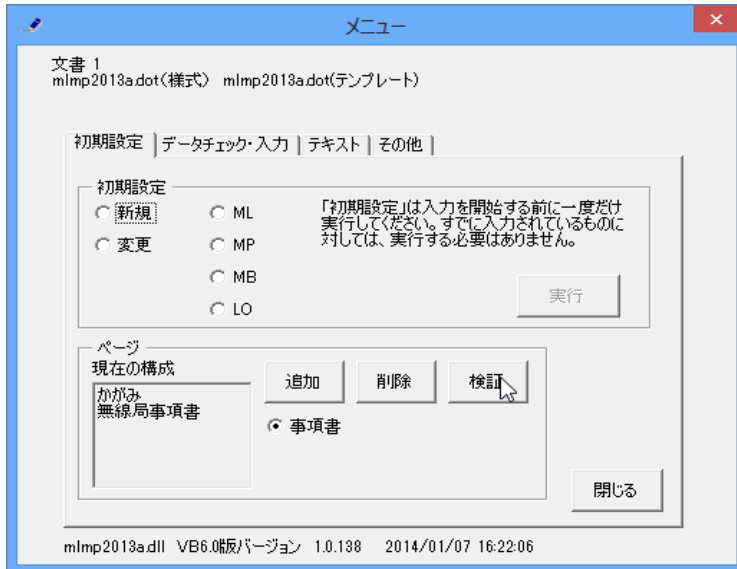 メニュー
文書 1
mlmp2013a.dot(様式) mlmp2013a.dot(テンプレート)
初期設定 データチェック・入力 テキスト その他
初期設定
新規
変更
ML
MP
MB
LO
「初期設定」は入力を開始する前に一度だけ
実行してください。すでに入力されているものに
対しては、実行する必要はありません。
実行
ページ
現在の構成
かがみ
無線局事項書
追加 削除 検証
事項書
閉じる
mlmp2013a.dll VB6.0版バージョン 1.0.138 2014/01/07 16:22:06